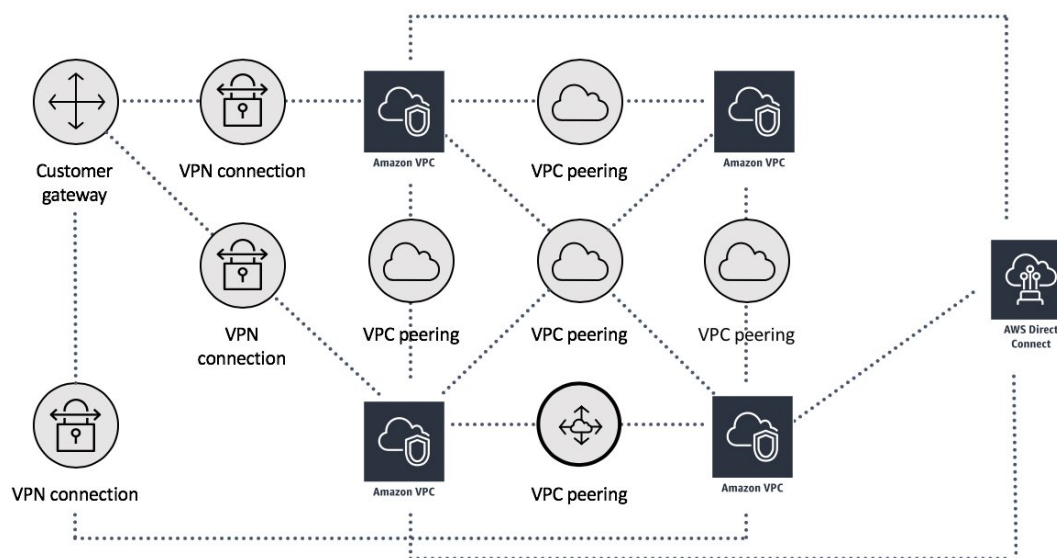 Customer
gateway
VPN connection
Amazon VPC
VPC peering
Amazon VPC
VPN
connection
VPC peering
VPC peering
VPC peering
AWS Direct
Connect
VPN connection
Amazon VPC
VPC peering
Amazon VPC